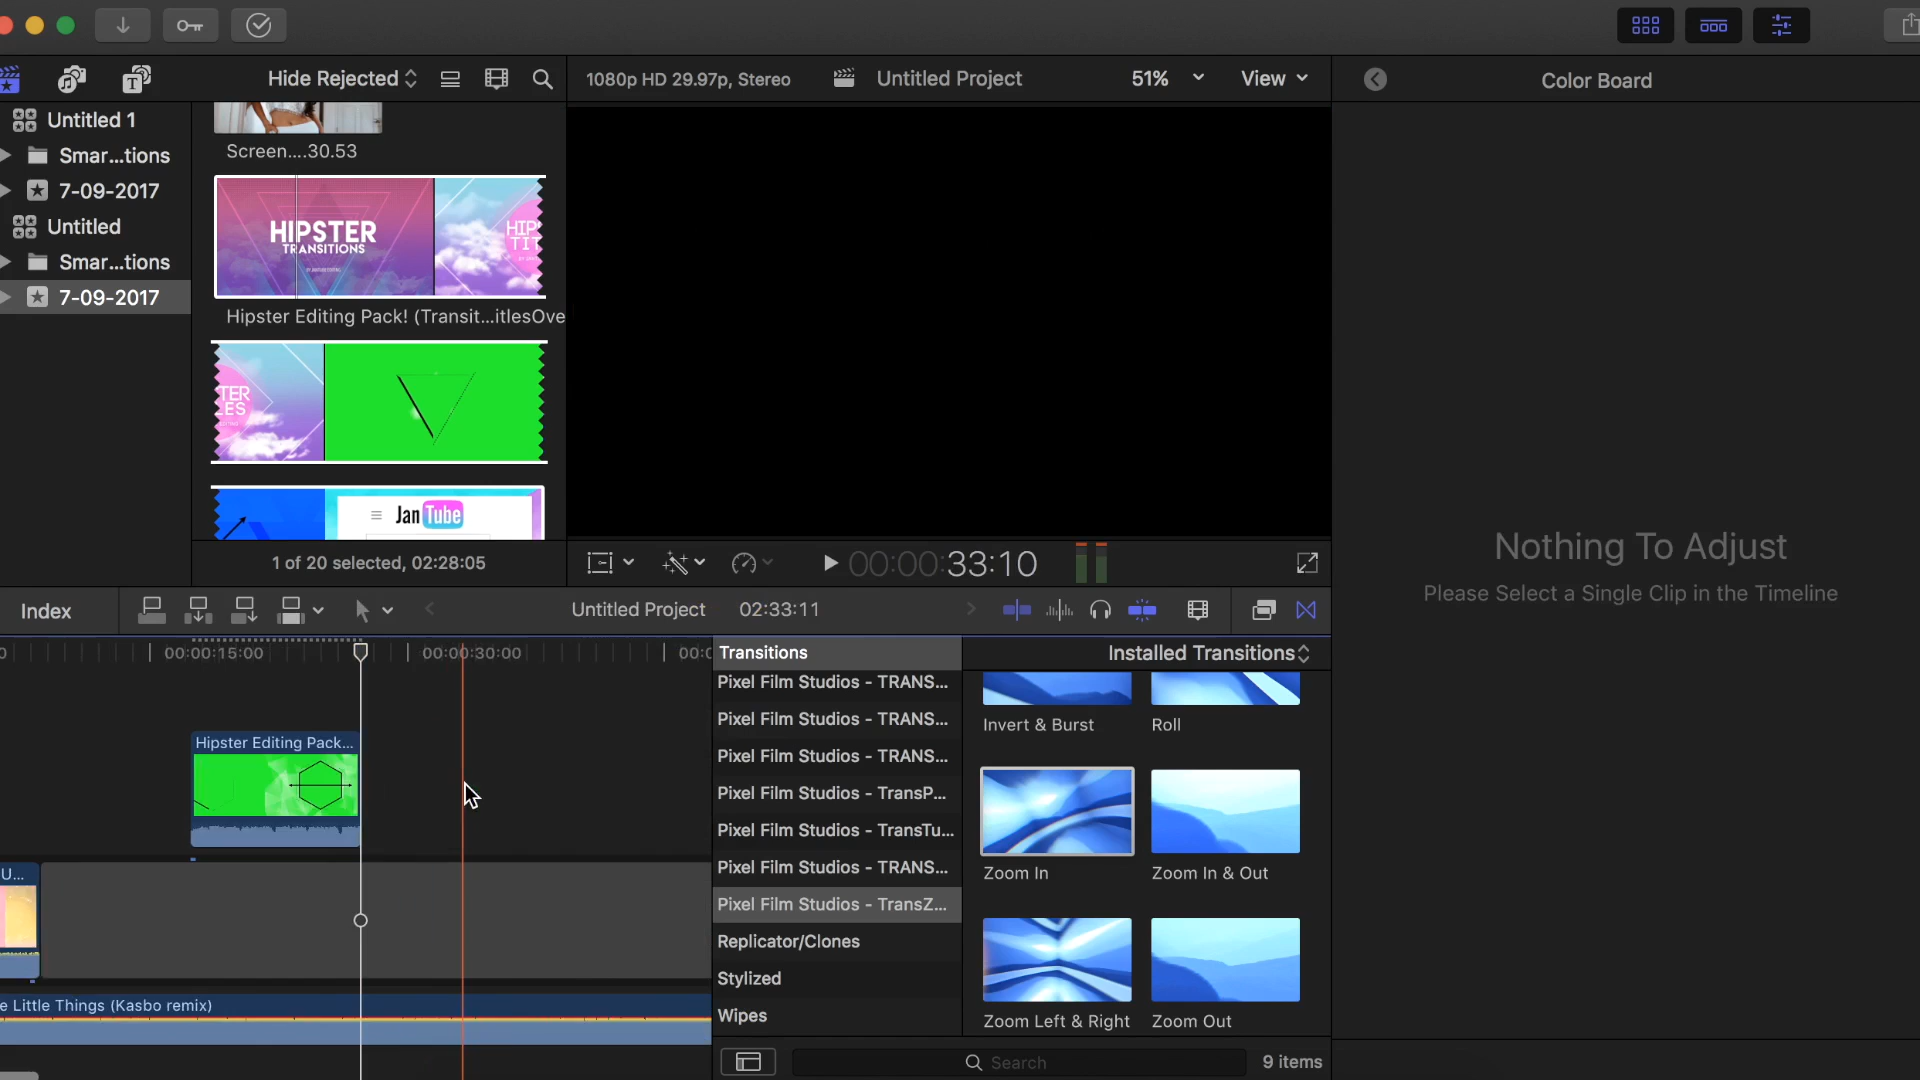 Hide Rejected
1080p HD 29.97p, Stereo
Untitled Project
51%
View
Color Board
Untitled 1
Smar...tions
7-09-2017
Untitled
Smar...tions
7-09-2017
Screen....30.53
HIPSTER
TRANSITIONS
HIP
TIT
Hipster Editing Pack! (Transit...itlesOve
TER
LES
Jan Tube
1 of 20 selected, 02:28:05
00:00:33:10
Nothing To Adjust
Please Select a Single Clip in the Timeline
Index
Untitled Project
02:33:11
00:00:15:00
00:00:30:00
00:0
Transitions
Installed Transitions
Pixel Film Studios - TRANS...
Pixel Film Studios - TRANS...
Pixel Film Studios - TRANS...
Pixel Film Studios - TransP...
Pixel Film Studios - TransTu...
Pixel Film Studios - TRANS...
Pixel Film Studios - TransZ...
Replicator/Clones
Stylized
Wipes
Invert & Burst
Roll
Zoom In
Zoom In & Out
Zoom Left & Right
Zoom Out
Hipster Editing Pack...
U...
e Little Things (Kasbo remix)
Search
9 items